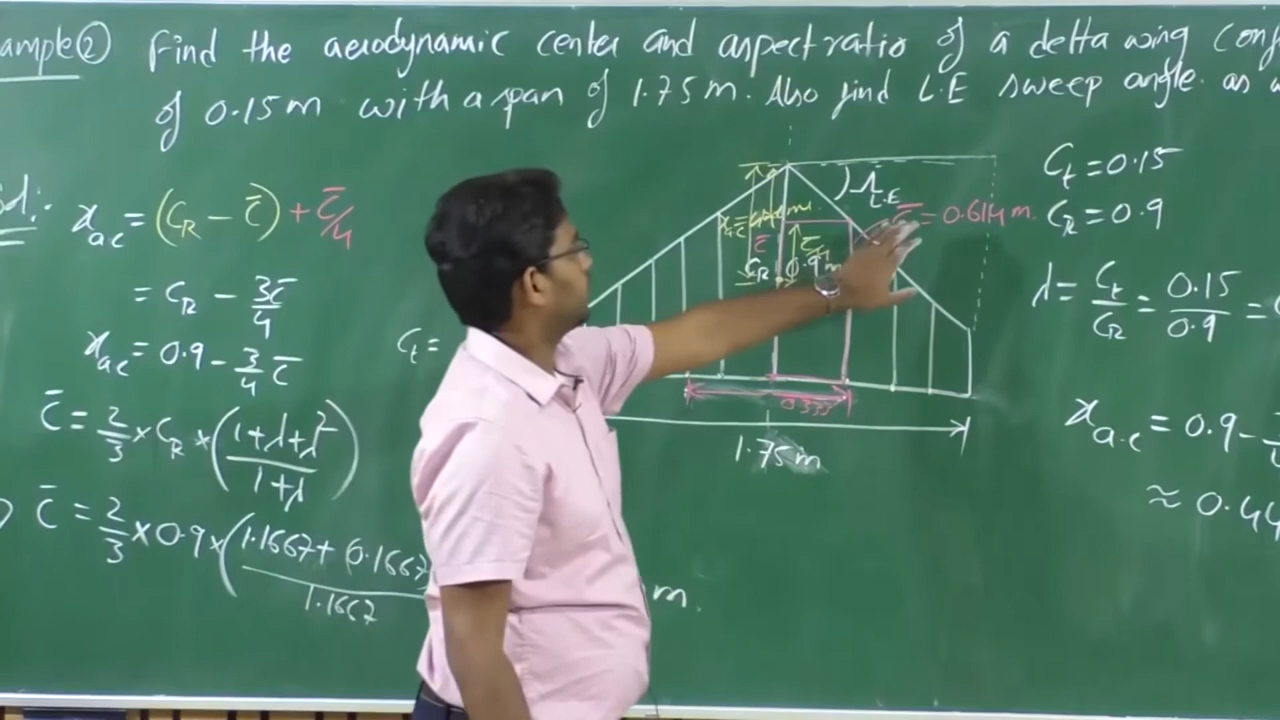 ample ② Find the aerodynamic center and aspect ratio of a delta wing conf
of 0.15 m with a span of 1.75 m. Also find L.E sweep angle. as
x_ac = (C_R - c̄) + c̄/4
= C_R - 3c̄/4
x_ac = 0.9 - 3/4 c̄
c̄ = 2/3 × C_R × (1+λ+λ²/1+λ)
c̄ = 2/3 × 0.9 × (1.1667 + (0.1667)/1.1667
m.
C_t =
Λ_L.E
c̄ = 0.614 m.
c̄
C_R
0.9 m
1.75 m
C_t = 0.15
C_R = 0.9
λ = C_t/C_R = 0.15/0.9 =
x_a.c = 0.9 -
≈ 0.44